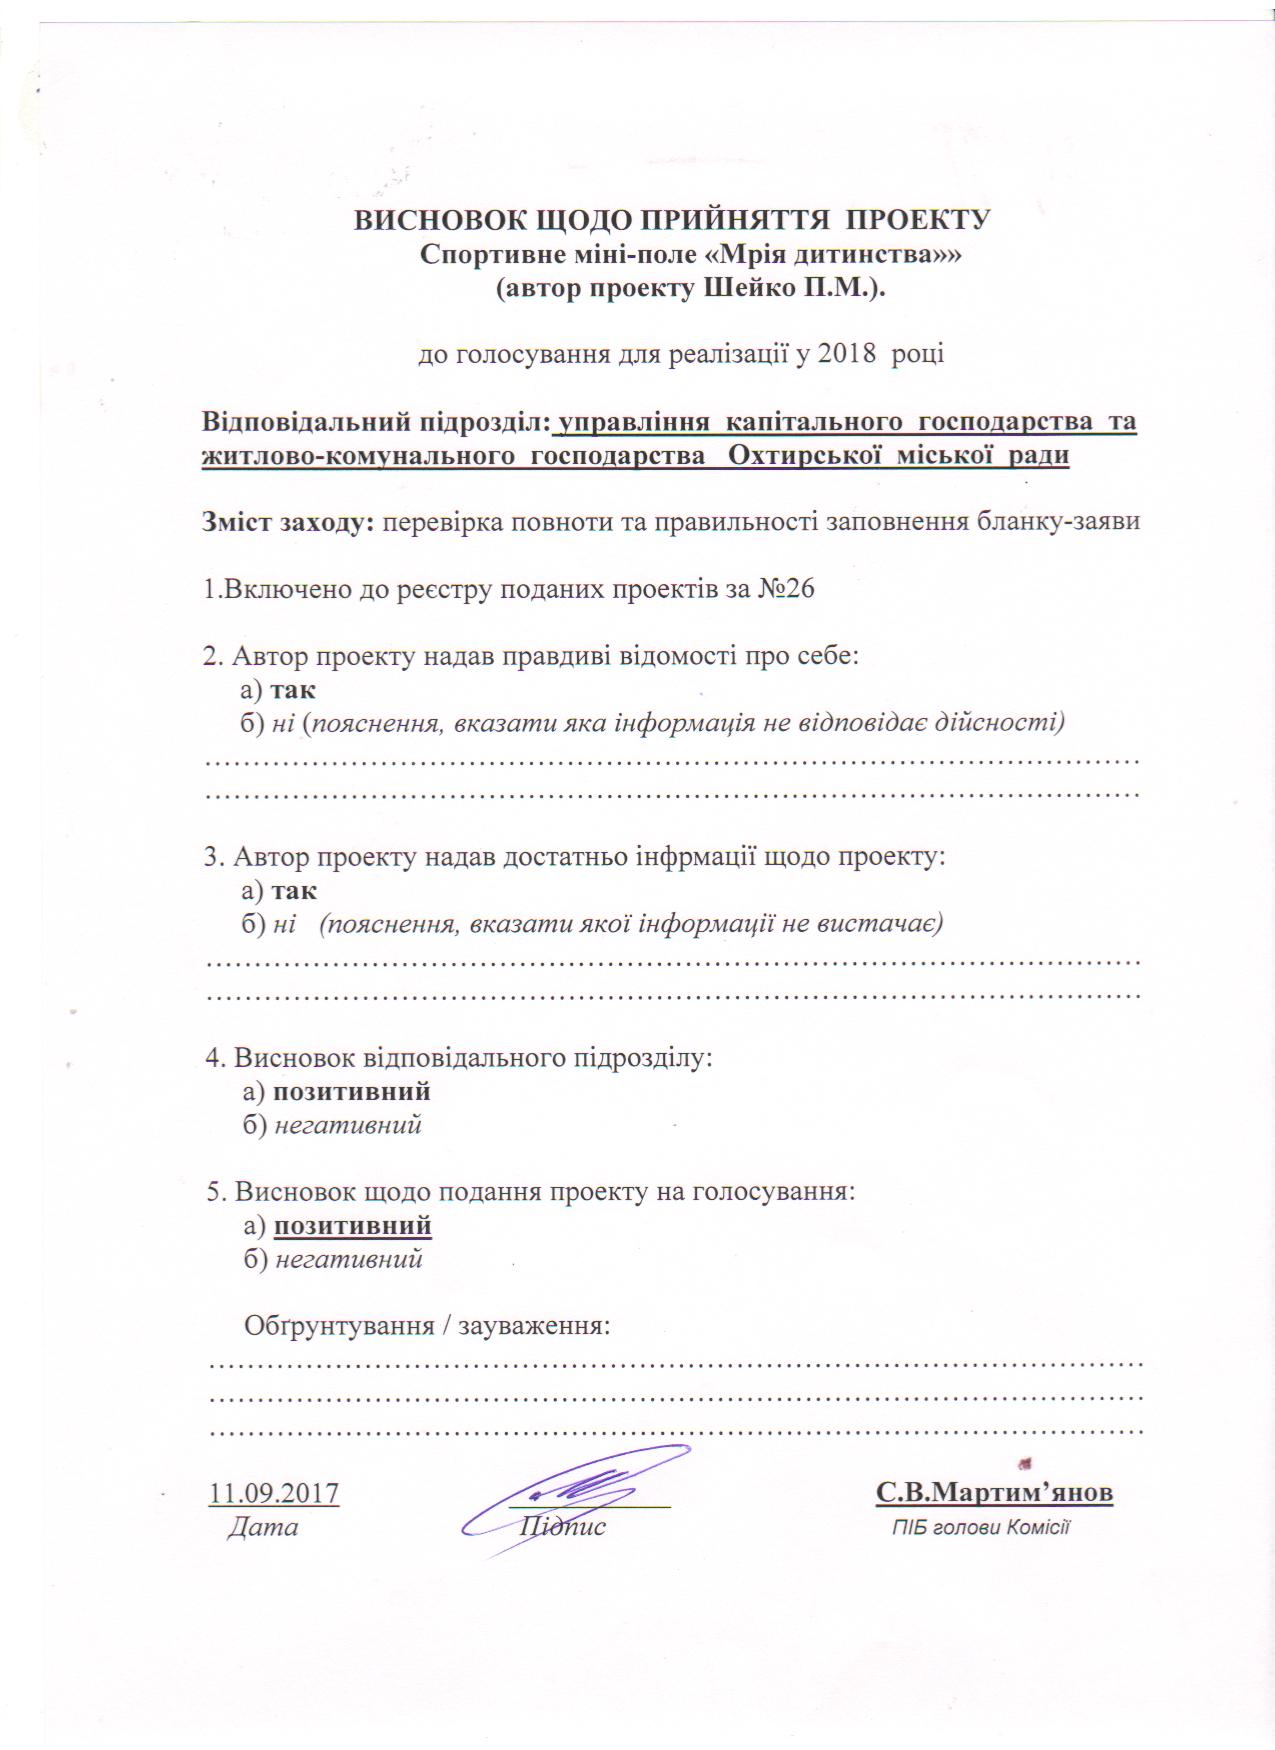 ВИСНОВОК ЩОДО ПРИЙНЯТТЯ ПРОЕКТУ
Спортивне міні-поле «Мрія дитинства»»
(автор проекту Шейко П.М.).
до голосування для реалізації у 2018 році
Відповідальний підрозділ: управління капітального господарства та
житлово-комунального господарства Охтирської міської ради
Зміст заходу: перевірка повноти та правильності заповнення бланку-заяви
1.Включено до реєстру поданих проектів за №26
2. Автор проекту надав правдиві відомості про себе:
а) так
б) ні (пояснення, вказати яка інформація не відповідає дійсності)
……………………………………………………………………………………
……………………………………………………………………………………
3. Автор проекту надав достатньо інфрмації щодо проекту:
а) так
б) ні (пояснення, вказати якої інформації не вистачає)
……………………………………………………………………………………
……………………………………………………………………………………
4. Висновок відповідального підрозділу:
а) позитивний
б) негативний
5. Висновок щодо подання проекту на голосування:
а) позитивний
б) негативний
Обґрунтування / зауваження:
……………………………………………………………………………………
……………………………………………………………………………………
……………………………………………………………………………………
11.09.2017 ____________ С.В.Мартим’янов
Дата Підпис ПІБ голови Комісії